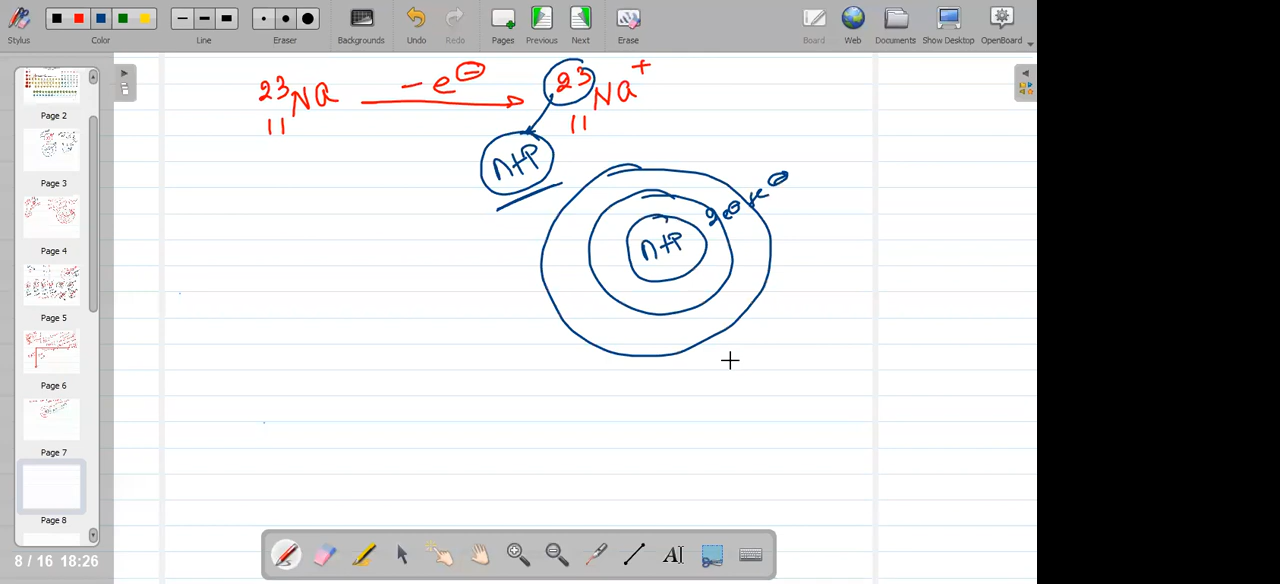 Stylus
Color
Line
Eraser
Backgrounds
Undo
Redo
Pages
Previous
Next
Erase
Board
Web
Documents
Show Desktop
OpenBoard
Page 2
Page 3
Page 4
Page 5
Page 6
Page 7
Page 8
8 / 16 18:26
23 Na - e⊖ → 23 Na +
11 11
n+p
n+p 2e⊖ e⊖